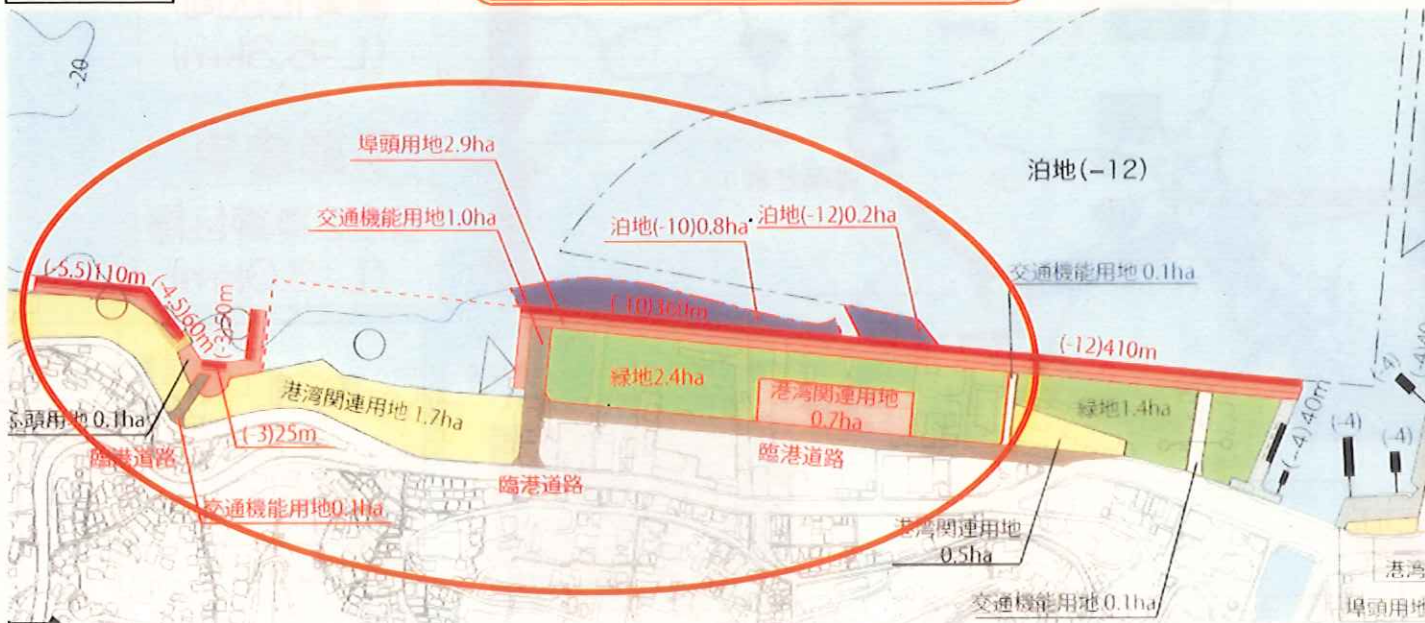 -20
埠頭用地2.9ha
交通機能用地1.0ha
泊地(-10)0.8ha
泊地(-12)0.2ha
泊地(-12)
交通機能用地 0.1ha
(-5.5)110m
(-4.5)60m
(-3)50m
(-12)410m
緑地2.4ha
港湾関連用地
0.7ha
緑地1.4ha
港湾関連用地 1.7ha
頭用地 0.1ha
(-3)25m
臨港道路
臨港道路
臨港道路
交通機能用地0.1ha
港湾関連用地
0.5ha
交通機能用地 0.1ha
(-4)40m
(-4)
(-4)
(-4)
港湾
埠頭用地